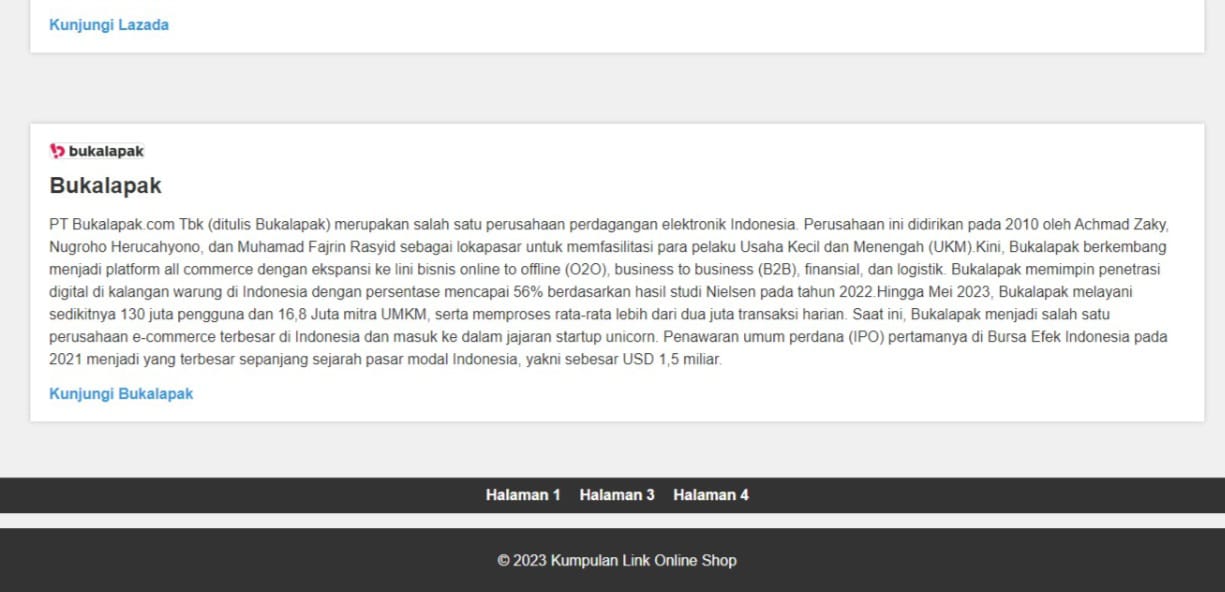 Kunjungi Lazada
bukalapak
Bukalapak
PT Bukalapak.com Tbk (ditulis Bukalapak) merupakan salah satu perusahaan perdagangan elektronik Indonesia. Perusahaan ini didirikan pada 2010 oleh Achmad Zaky,
Nugroho Herucahyono, dan Muhamad Fajrin Rasyid sebagai lokapasar untuk memfasilitasi para pelaku Usaha Kecil dan Menengah (UKM).Kini, Bukalapak berkembang
menjadi platform all commerce dengan ekspansi ke lini bisnis online to offline (O2O), business to business (B2B), finansial, dan logistik. Bukalapak memimpin penetrasi
digital di kalangan warung di Indonesia dengan persentase mencapai 56% berdasarkan hasil studi Nielsen pada tahun 2022.Hingga Mei 2023, Bukalapak melayani
sedikitnya 130 juta pengguna dan 16,8 Juta mitra UMKM, serta memproses rata-rata lebih dari dua juta transaksi harian. Saat ini, Bukalapak menjadi salah satu
perusahaan e-commerce terbesar di Indonesia dan masuk ke dalam jajaran startup unicorn. Penawaran umum perdana (IPO) pertamanya di Bursa Efek Indonesia pada
2021 menjadi yang terbesar sepanjang sejarah pasar modal Indonesia, yakni sebesar USD 1,5 miliar.
Kunjungi Bukalapak
Halaman 1 Halaman 3 Halaman 4
© 2023 Kumpulan Link Online Shop